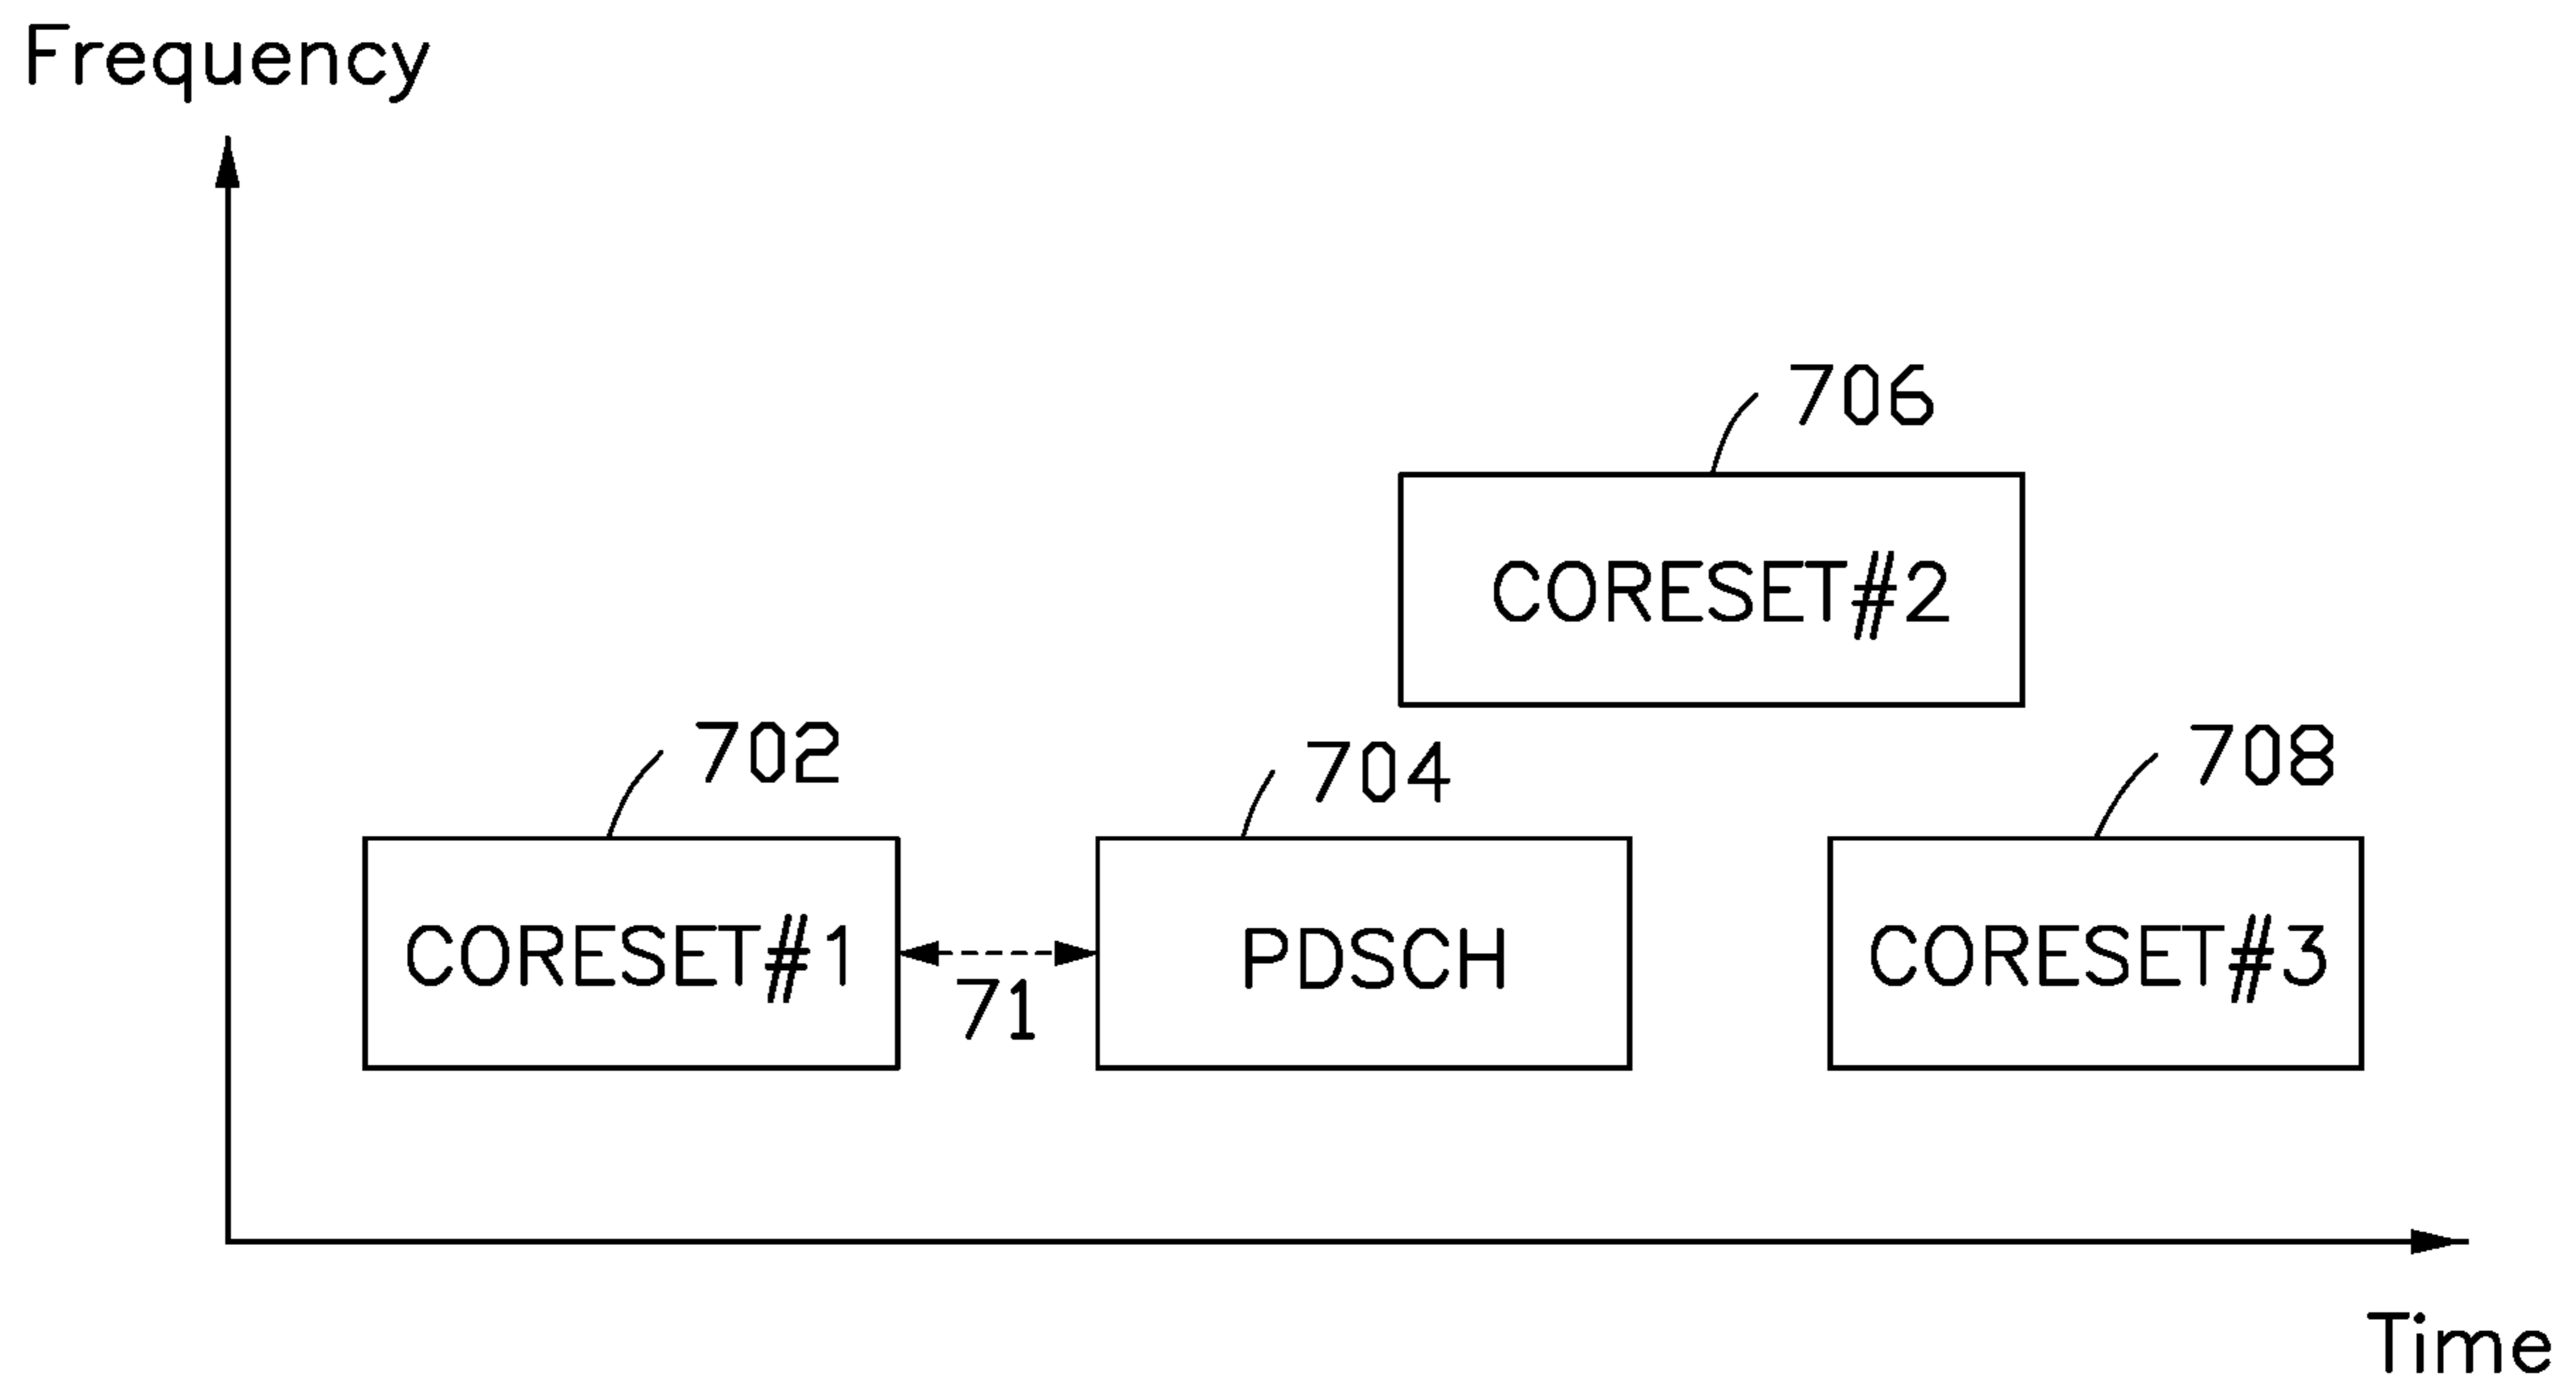 Frequency
706
CORESET#2
702
704
708
CORESET#1
71
PDSCH
CORESET#3
Time